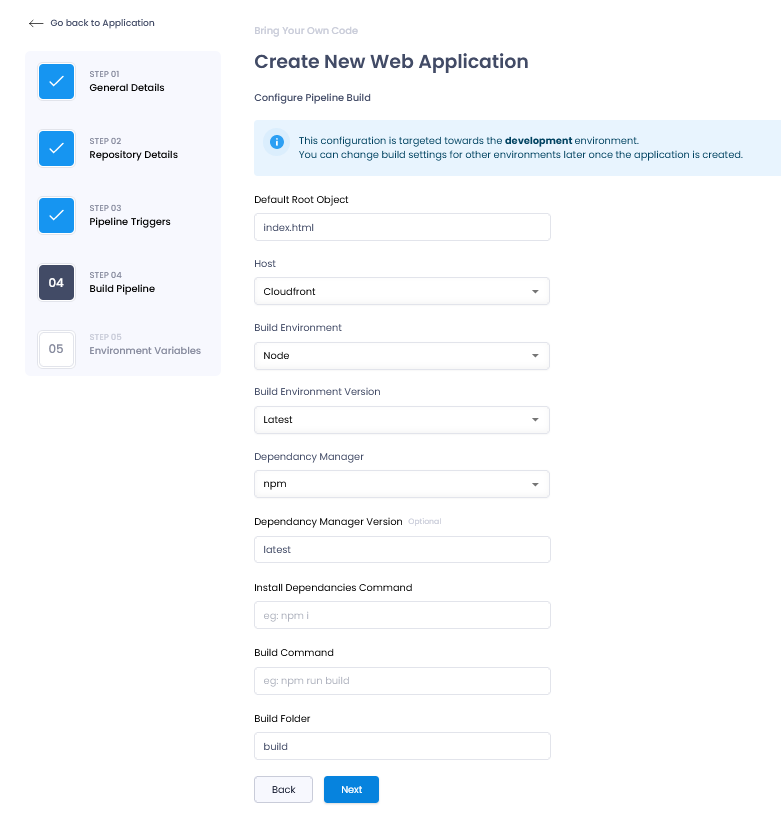 Go back to Application
STEP 01
General Details
STEP 02
Repository Details
STEP 03
Pipeline Triggers
04
STEP 04
Build Pipeline
05
STEP 05
Environment Variables
Bring Your Own Code
Create New Web Application
Configure Pipeline Build
This configuration is targeted towards the development environment.
You can change build settings for other environments later once the application is created.
Default Root Object
index.html
Host
Cloudfront
Build Environment
Node
Build Environment Version
Latest
Dependancy Manager
npm
Dependancy Manager Version Optional
latest
Install Dependancies Command
eg: npm i
Build Command
eg: npm run build
Build Folder
build
Back Next